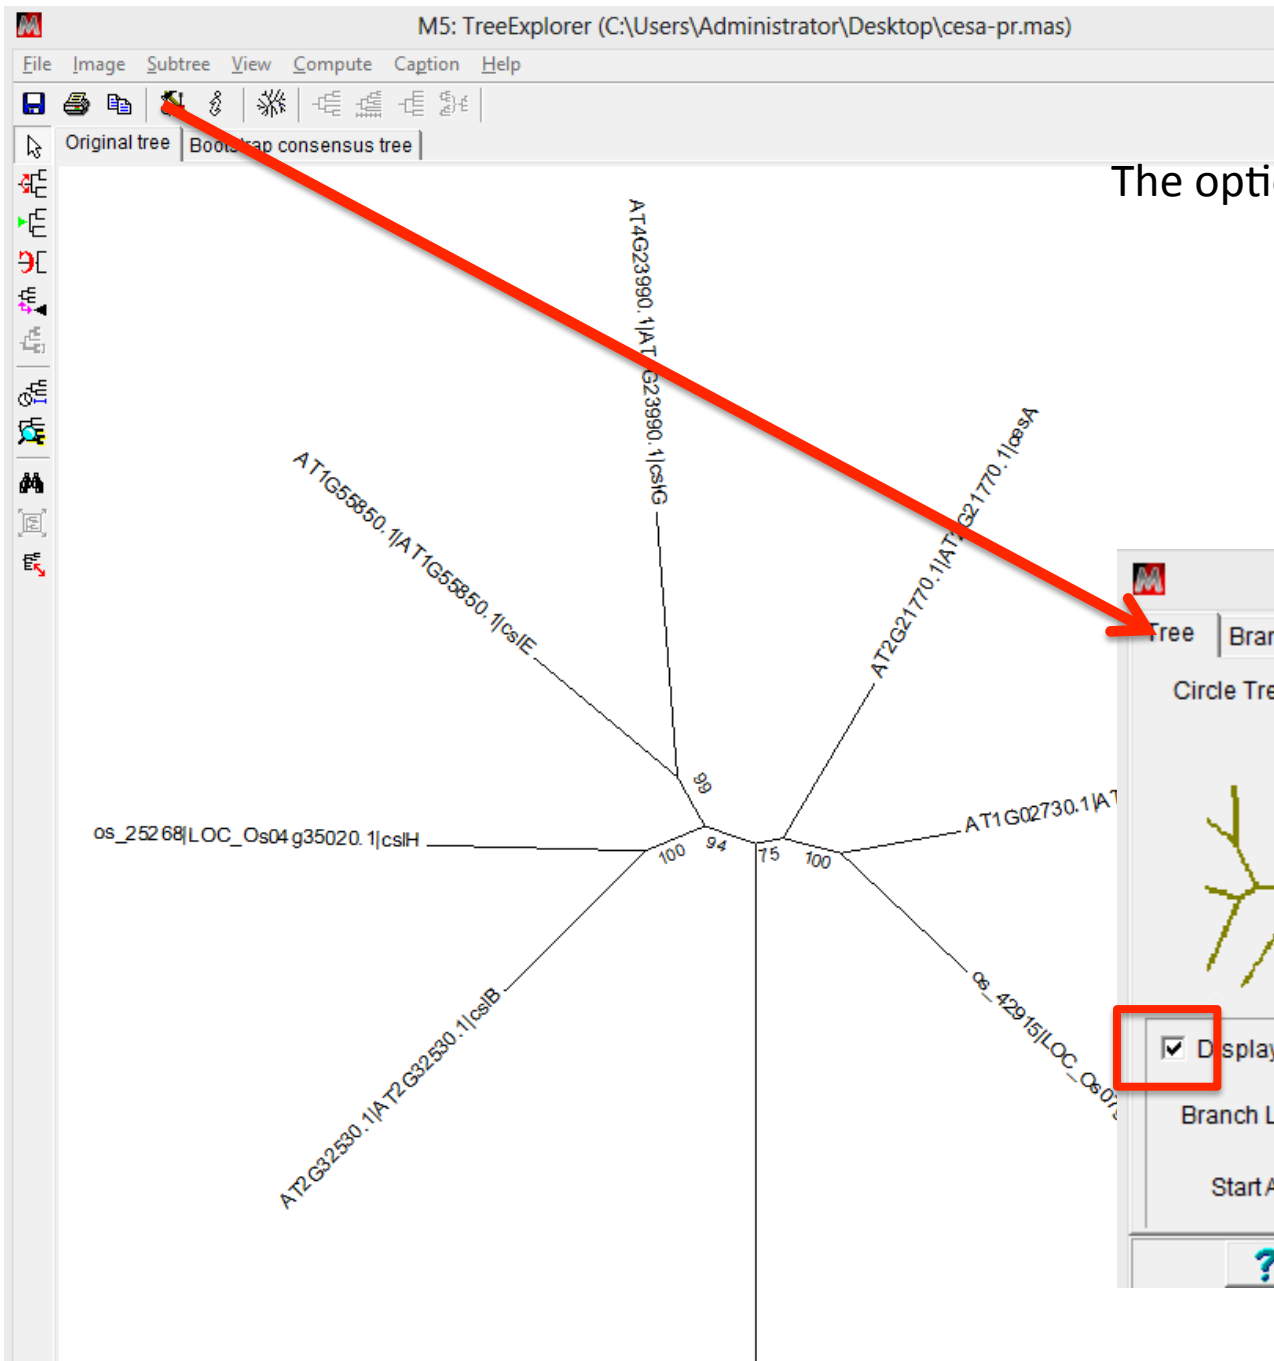 M5: TreeExplorer (C:\Users\Administrator\Desktop\cesa-pr.mas)
File Image Subtree View Compute Caption Help
Original tree Bootstrap consensus tree
The opti
AT4G23990.1|AT4G23990.1|cslG
AT2G21770.1|AT2G21770.1|cesA
AT1G55850.1|AT1G55850.1|cslE
Tree Bran
Circle Tre
99
AT1G02730.1|AT
os_25268|LOC_Os04g35020.1|cslH
100 94 75 100
os_42915|LOC_Os07g
AT2G32530.1|AT2G32530.1|cslB
Display
Branch L
Start A
?